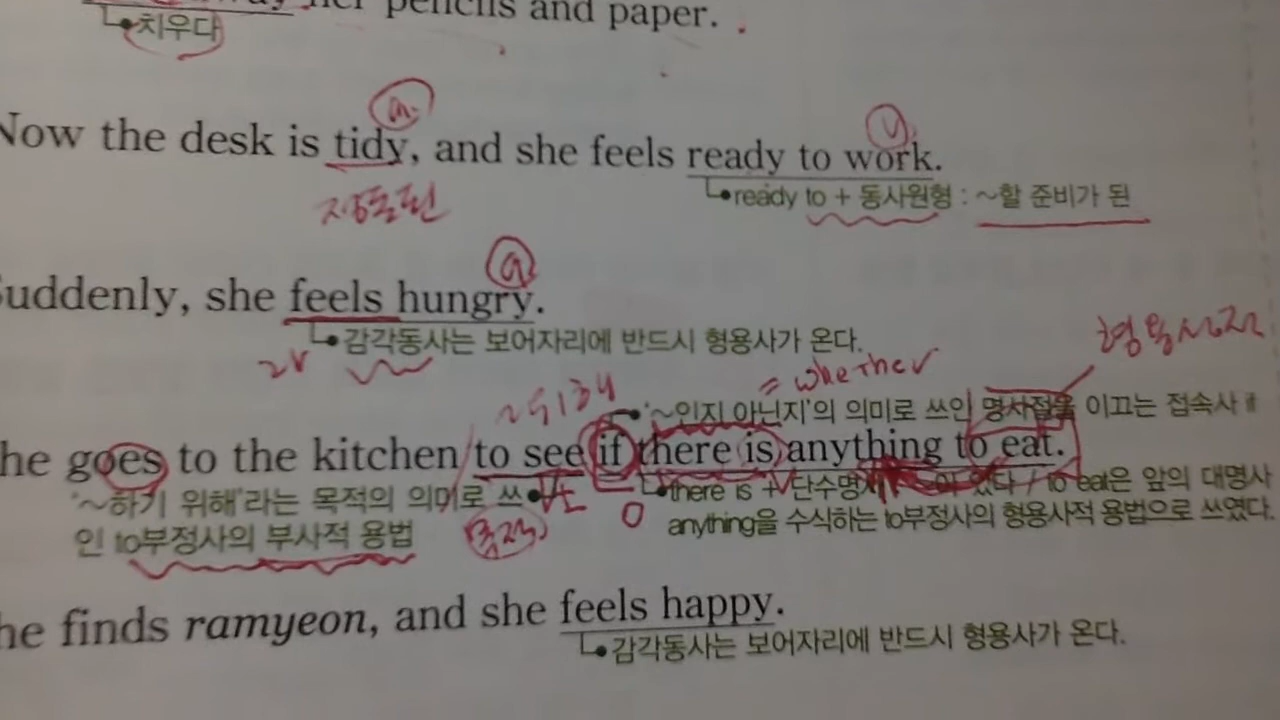 her pencils and paper.
치우다
a.
v.
Now the desk is tidy, and she feels ready to work.
ready to + 동사원형 : ~할 준비가 된
정돈된
a
Suddenly, she feels hungry.
감각동사는 보어자리에 반드시 형용사가 온다.
2V
형용사적
= whether
~위해
'~인지 아닌지'의 의미로 쓰인 명사절을 이끄는 접속사
he goes to the kitchen to see if there is anything to eat.
'~하기 위해'라는 목적의 의미로 쓰
there is + 단수명사 있다 / to eat은 앞의 대명사
인 to부정사의 부사적 용법
anything을 수식하는 to부정사의 형용사적 용법으로 쓰였다.
목적
O
he finds ramyeon, and she feels happy.
감각동사는 보어자리에 반드시 형용사가 온다.